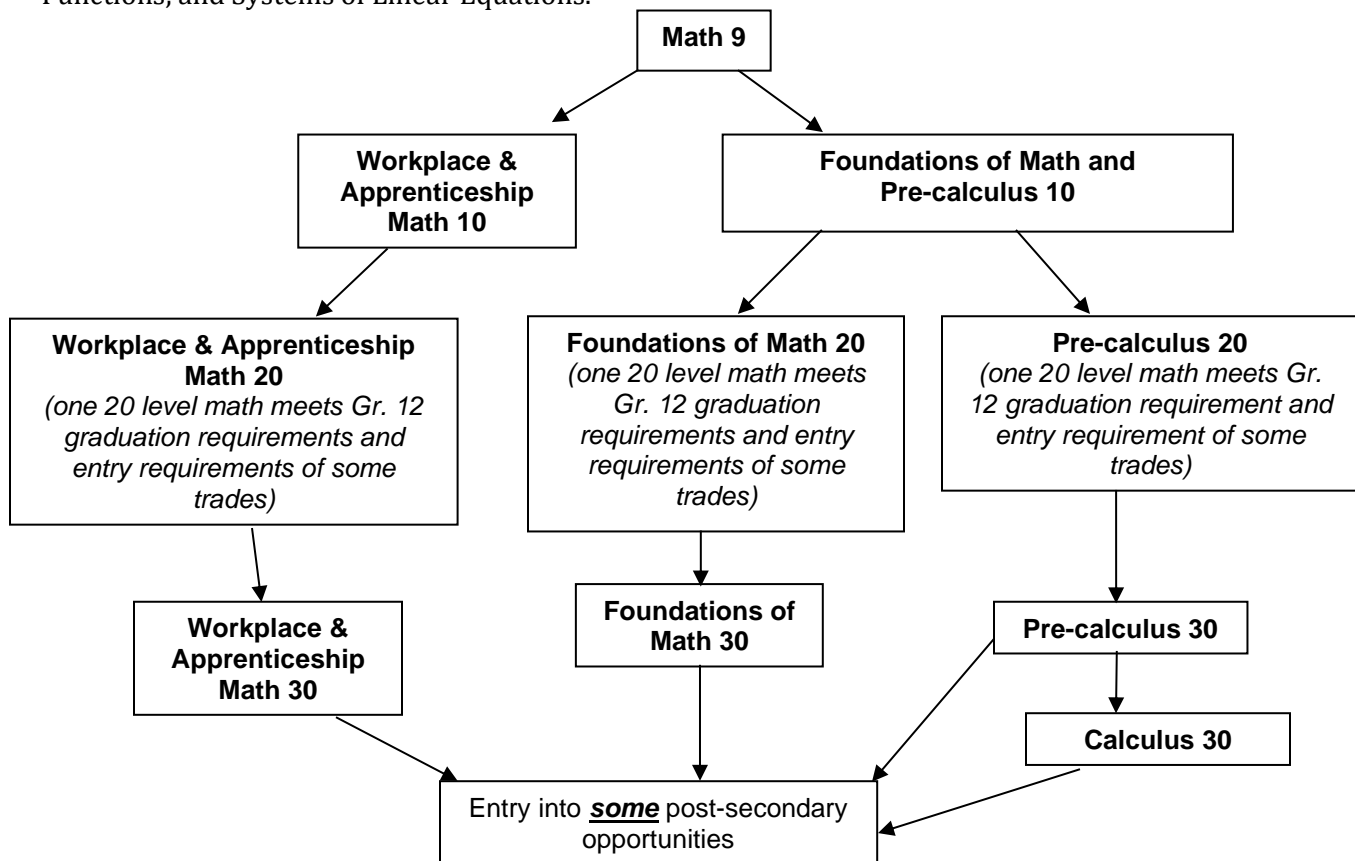 Functions, and Systems of Linear Equations.
Math 9
Workplace &
Apprenticeship
Math 10
Foundations of Math and
Pre-calculus 10
Workplace & Apprenticeship
Math 20
(one 20 level math meets Gr. 12
graduation requirements and
entry requirements of some
trades)
Foundations of Math 20
(one 20 level math meets
Gr. 12 graduation
requirements and entry
requirements of some
trades)
Pre-calculus 20
(one 20 level math meets Gr.
12 graduation requirement and
entry requirement of some
trades)
Workplace &
Apprenticeship
Math 30
Foundations of
Math 30
Pre-calculus 30
Calculus 30
Entry into some post-secondary
opportunities